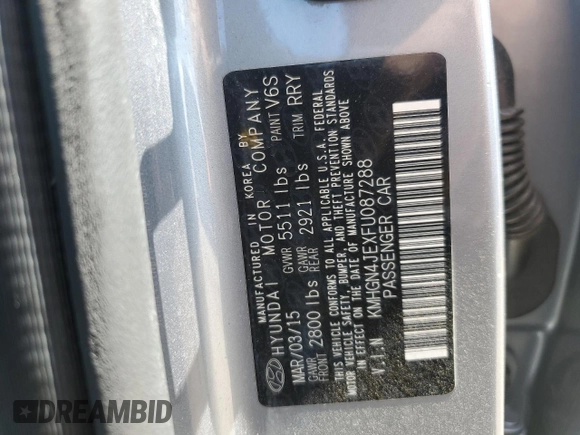 MANUFACTURED IN KOREA BY
HYUNDAI MOTOR COMPANY
MAR/03/15 GVWR 5511 lbs PAINT V6S
GAWR FRONT 2800 lbs GAWR REAR 2921 lbs TRIM RRY
THIS VEHICLE CONFORMS TO ALL APPLICABLE U.S.A. FEDERAL
MOTOR VEHICLE SAFETY, BUMPER, AND THEFT PREVENTION STANDARDS
IN EFFECT ON THE DATE OF MANUFACTURE SHOWN ABOVE
V.I.N KMHGN4JEXFU087288
PASSENGER CAR
DREAMBID